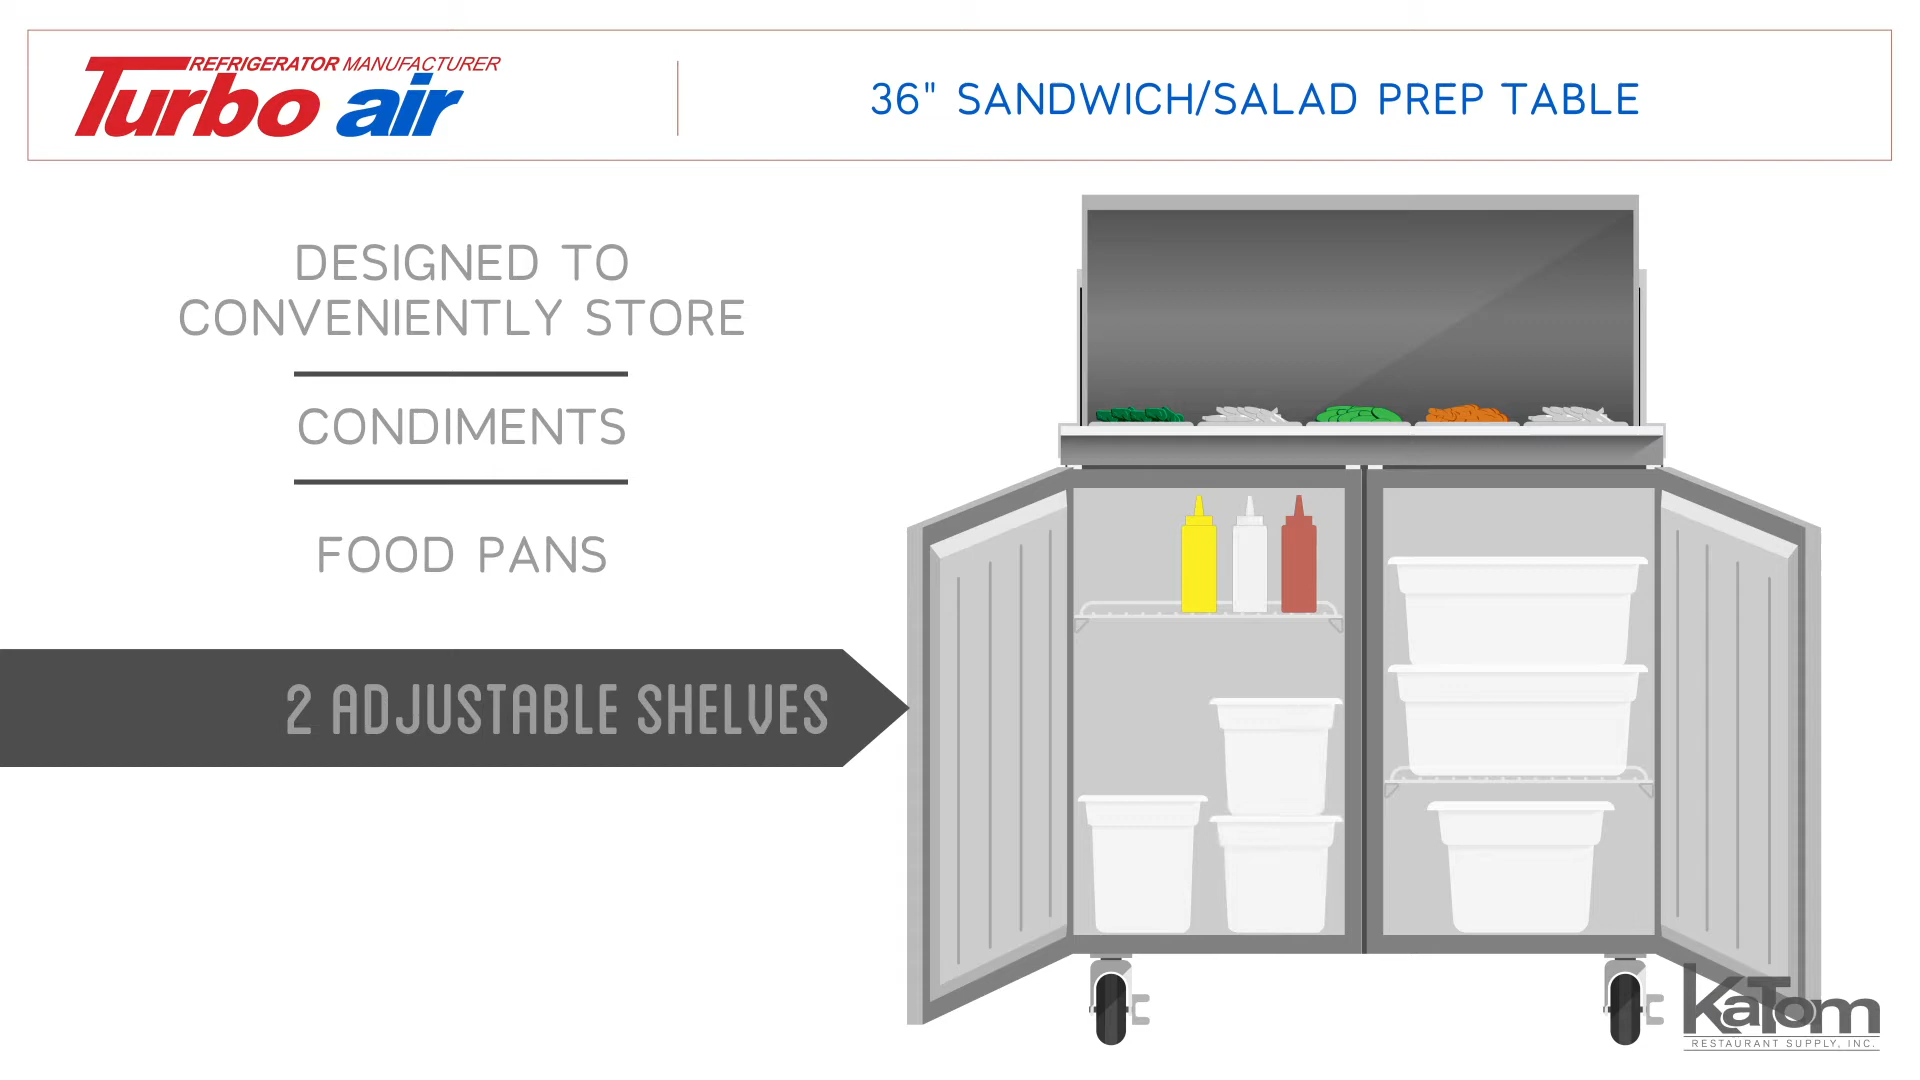 REFRIGERATOR MANUFACTURER
Turbo air
36" SANDWICH/SALAD PREP TABLE
DESIGNED TO
CONVENIENTLY STORE
CONDIMENTS
FOOD PANS
2 ADJUSTABLE SHELVES
KaTom
RESTAURANT SUPPLY, INC.